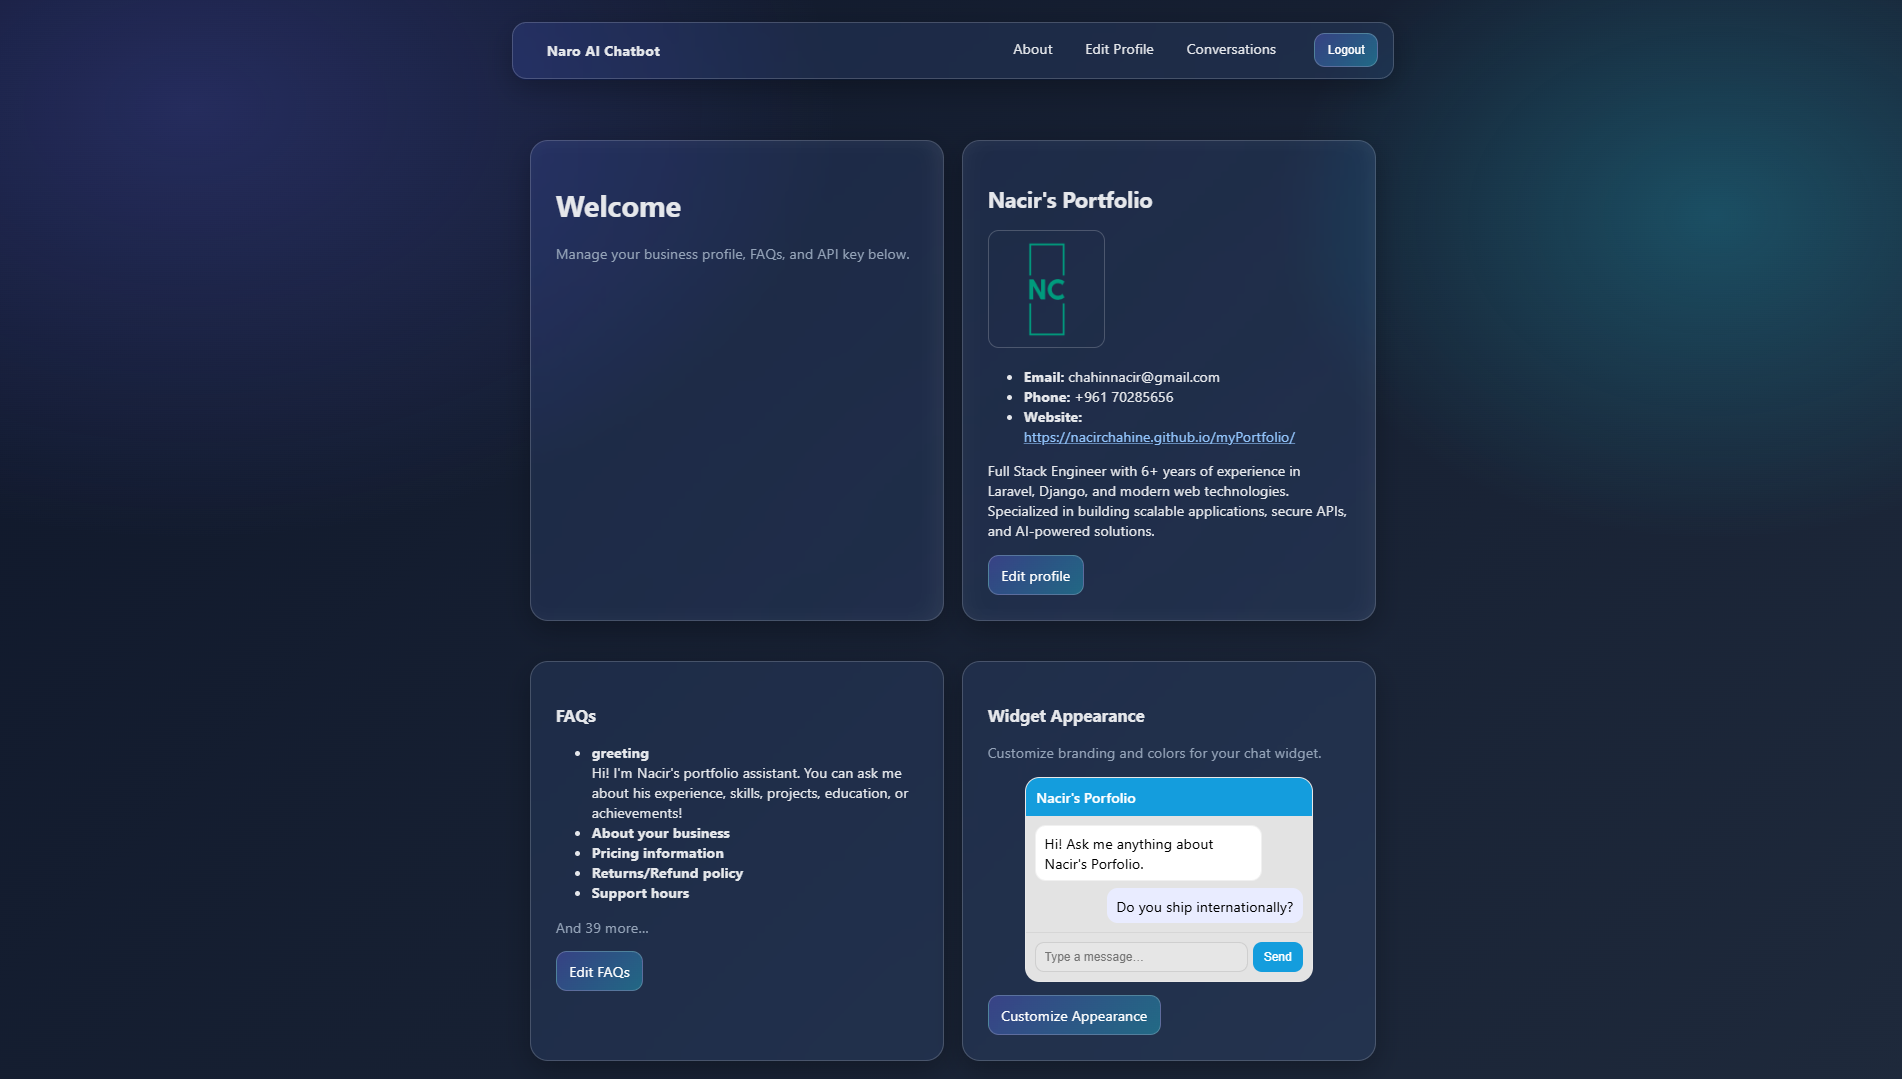 Naro AI Chatbot
About
Edit Profile
Conversations
Logout
Welcome
Manage your business profile, FAQs, and API key below.
Nacir's Portfolio
NC
Email: chahinnacir@gmail.com
Phone: +961 70285656
Website:
https://nacirchahine.github.io/myPortfolio/
Full Stack Engineer with 6+ years of experience in
Laravel, Django, and modern web technologies.
Specialized in building scalable applications, secure APIs,
and AI-powered solutions.
Edit profile
FAQs
greeting
Hi! I'm Nacir's portfolio assistant. You can ask me
about his experience, skills, projects, education, or
achievements!
About your business
Pricing information
Returns/Refund policy
Support hours
And 39 more…
Edit FAQs
Widget Appearance
Customize branding and colors for your chat widget.
Nacir's Porfolio
Hi! Ask me anything about
Nacir's Porfolio.
Do you ship internationally?
Type a message…
Send
Customize Appearance